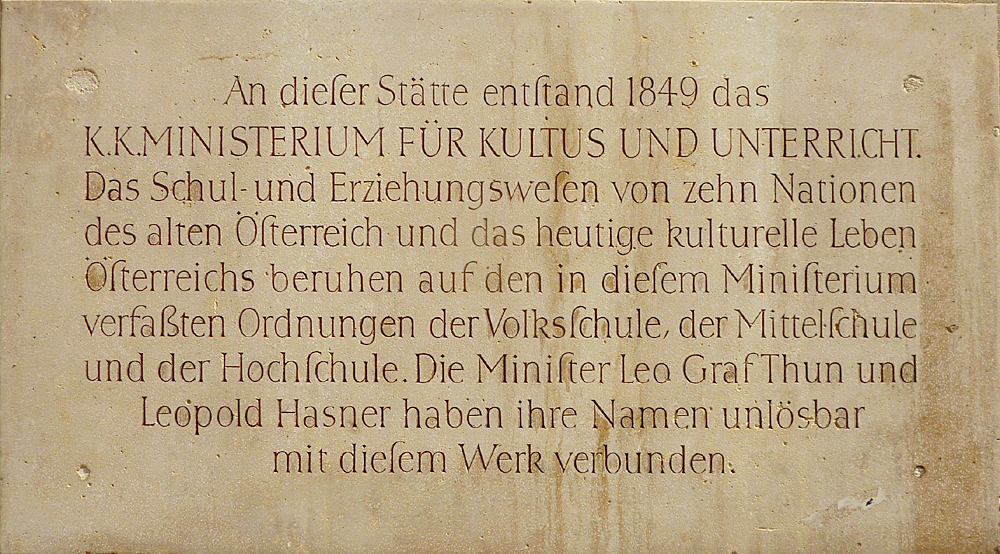 An dieſer Stätte entſtand 1849 das
K.K.MINISTERIUM FÜR KULTUS UND UNTERRICHT.
Das Schul- und Erziehungsweſen von zehn Nationen
des alten Öſterreich und das heutige kulturelle Leben
Öſterreichs beruhen auf den in dieſem Miniſterium
verfaßten Ordnungen der Volksſchule, der Mittelſchule
und der Hochſchule. Die Miniſter Leo Graf Thun und
Leopold Hasner haben ihre Namen unlösbar
mit dieſem Werk verbunden.